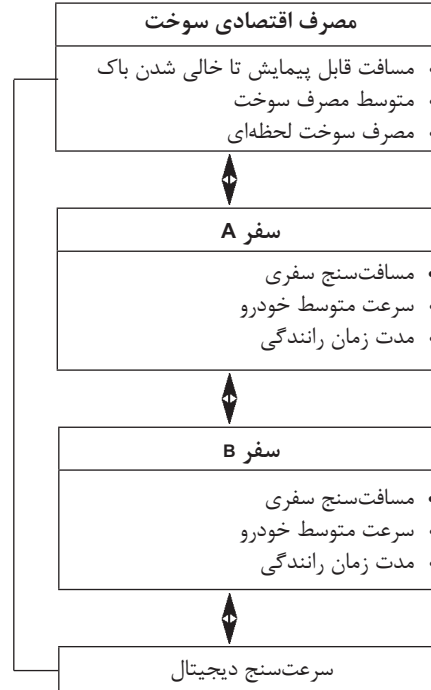 مصرف اقتصادی سوخت
• مسافت قابل پیمایش تا خالی شدن باک
• متوسط مصرف سوخت
• مصرف سوخت لحظه‌ای
سفر A
• مسافت‌سنج سفری
• سرعت متوسط خودرو
• مدت زمان رانندگی
سفر B
• مسافت‌سنج سفری
• سرعت متوسط خودرو
• مدت زمان رانندگی
سرعت‌سنج دیجیتال